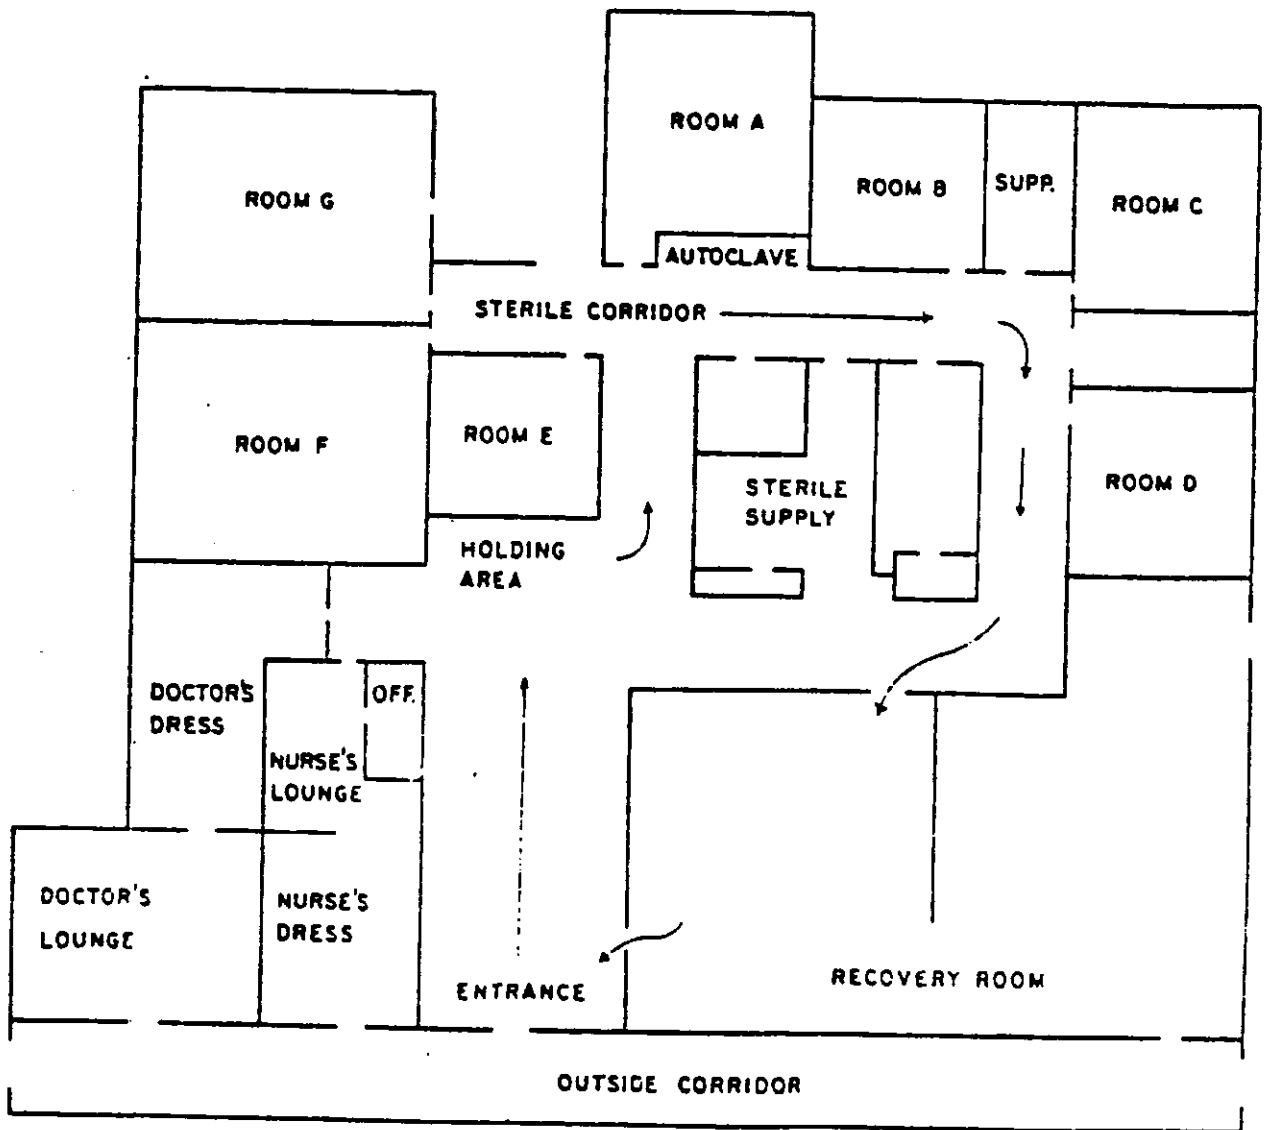 ROOM A
ROOM G
ROOM B
SUPP.
ROOM C
AUTOCLAVE
STERILE CORRIDOR
ROOM F
ROOM E
ROOM D
STERILE
SUPPLY
HOLDING
AREA
DOCTOR'S
DRESS
OFF.
NURSE'S
LOUNGE
DOCTOR'S
LOUNGE
NURSE'S
DRESS
ENTRANCE
RECOVERY ROOM
OUTSIDE CORRIDOR